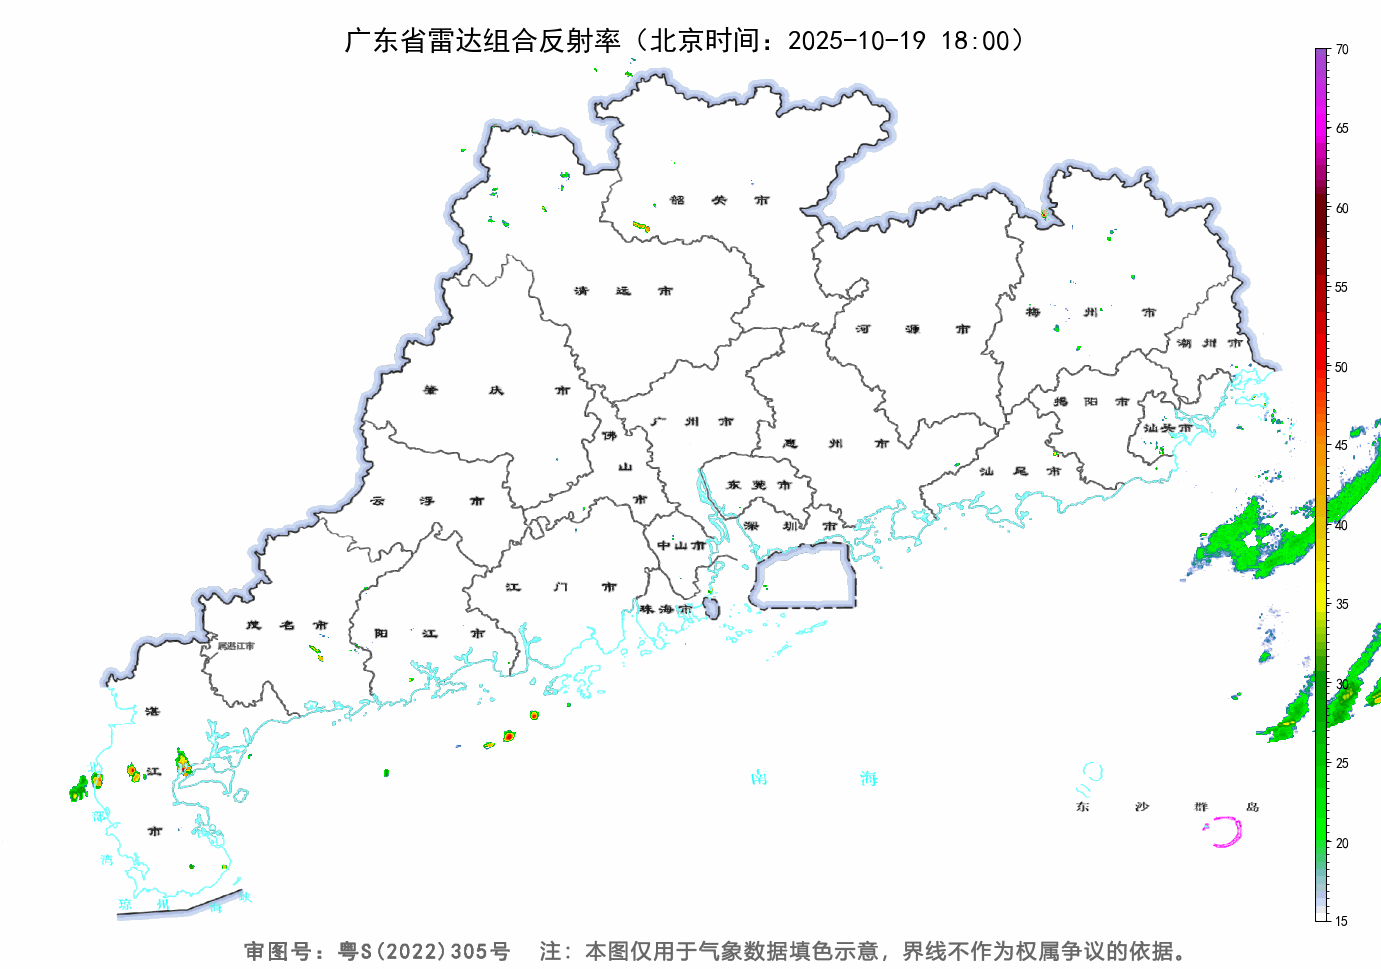 广东省雷达组合反射率（北京时间：2025-10-19 18:00）
70
65
60
55
50
45
40
35
30
25
20
15
韶关市
清远市
梅州市
河源市
潮州市
肇庆市
揭阳市
广州市
汕头市
佛山市
惠州市
汕尾市
东莞市
云浮市
深圳市
中山市
江门市
珠海市
茂名市
阳江市
属湛江市
湛江市
南海
东沙群岛
北部湾
琼州海峡
审图号：粤S(2022)305号 注：本图仅用于气象数据填色示意，界线不作为权属争议的依据。